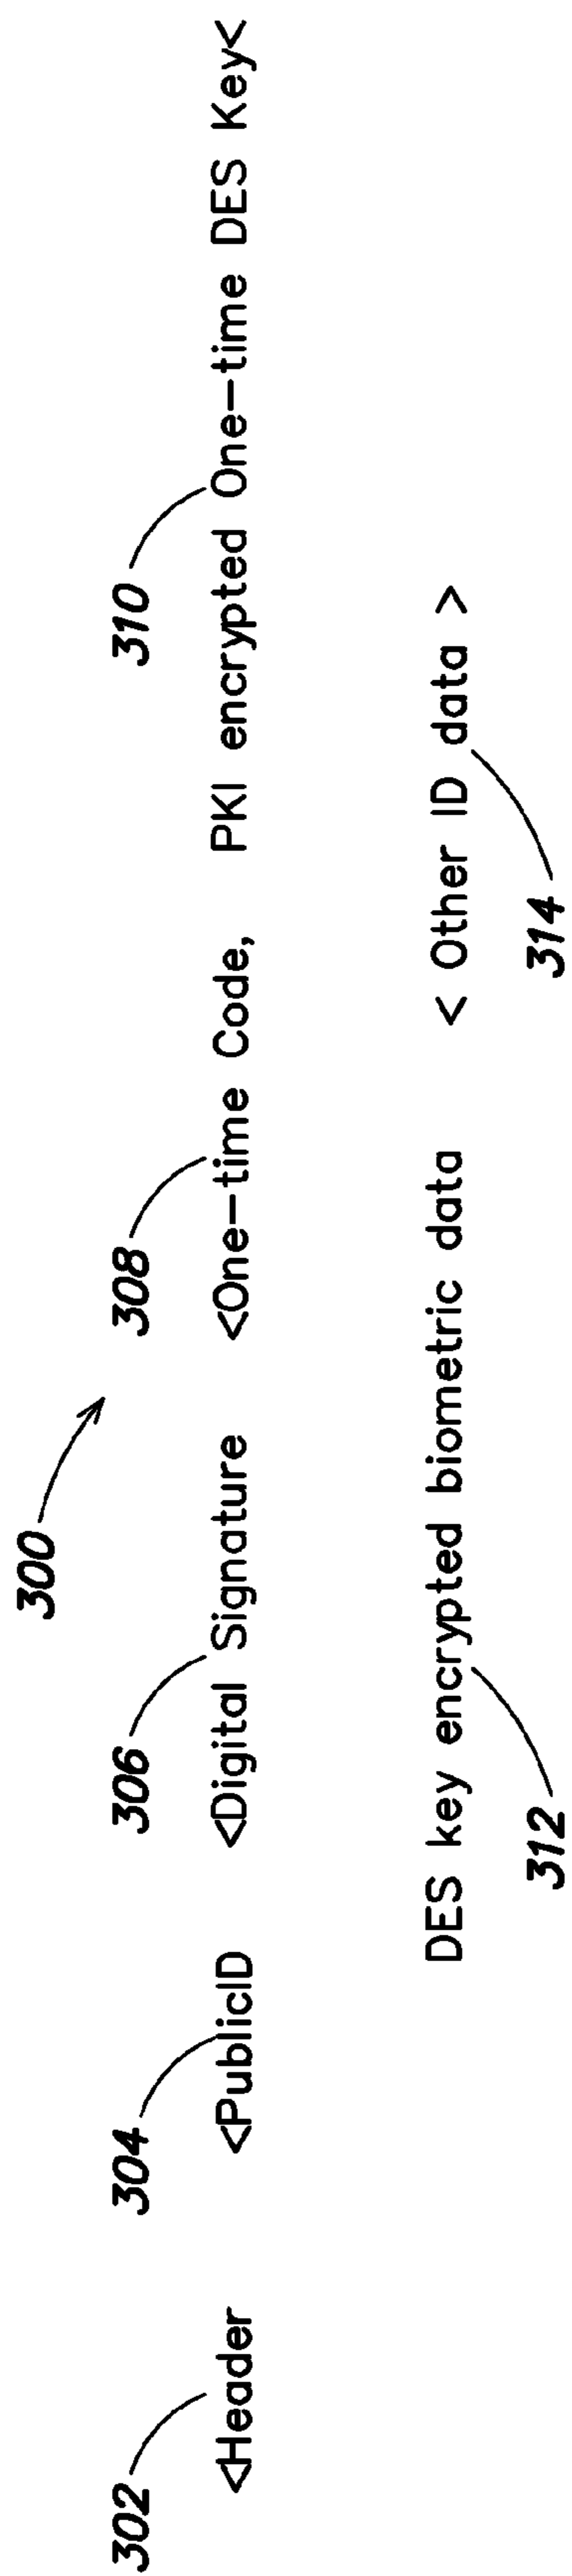 300
302 304 306 308 310
<Header <PublicID <Digital Signature <One-time Code, PKI encrypted One-time DES Key<
DES key encrypted biometric data < Other ID data >
312 314